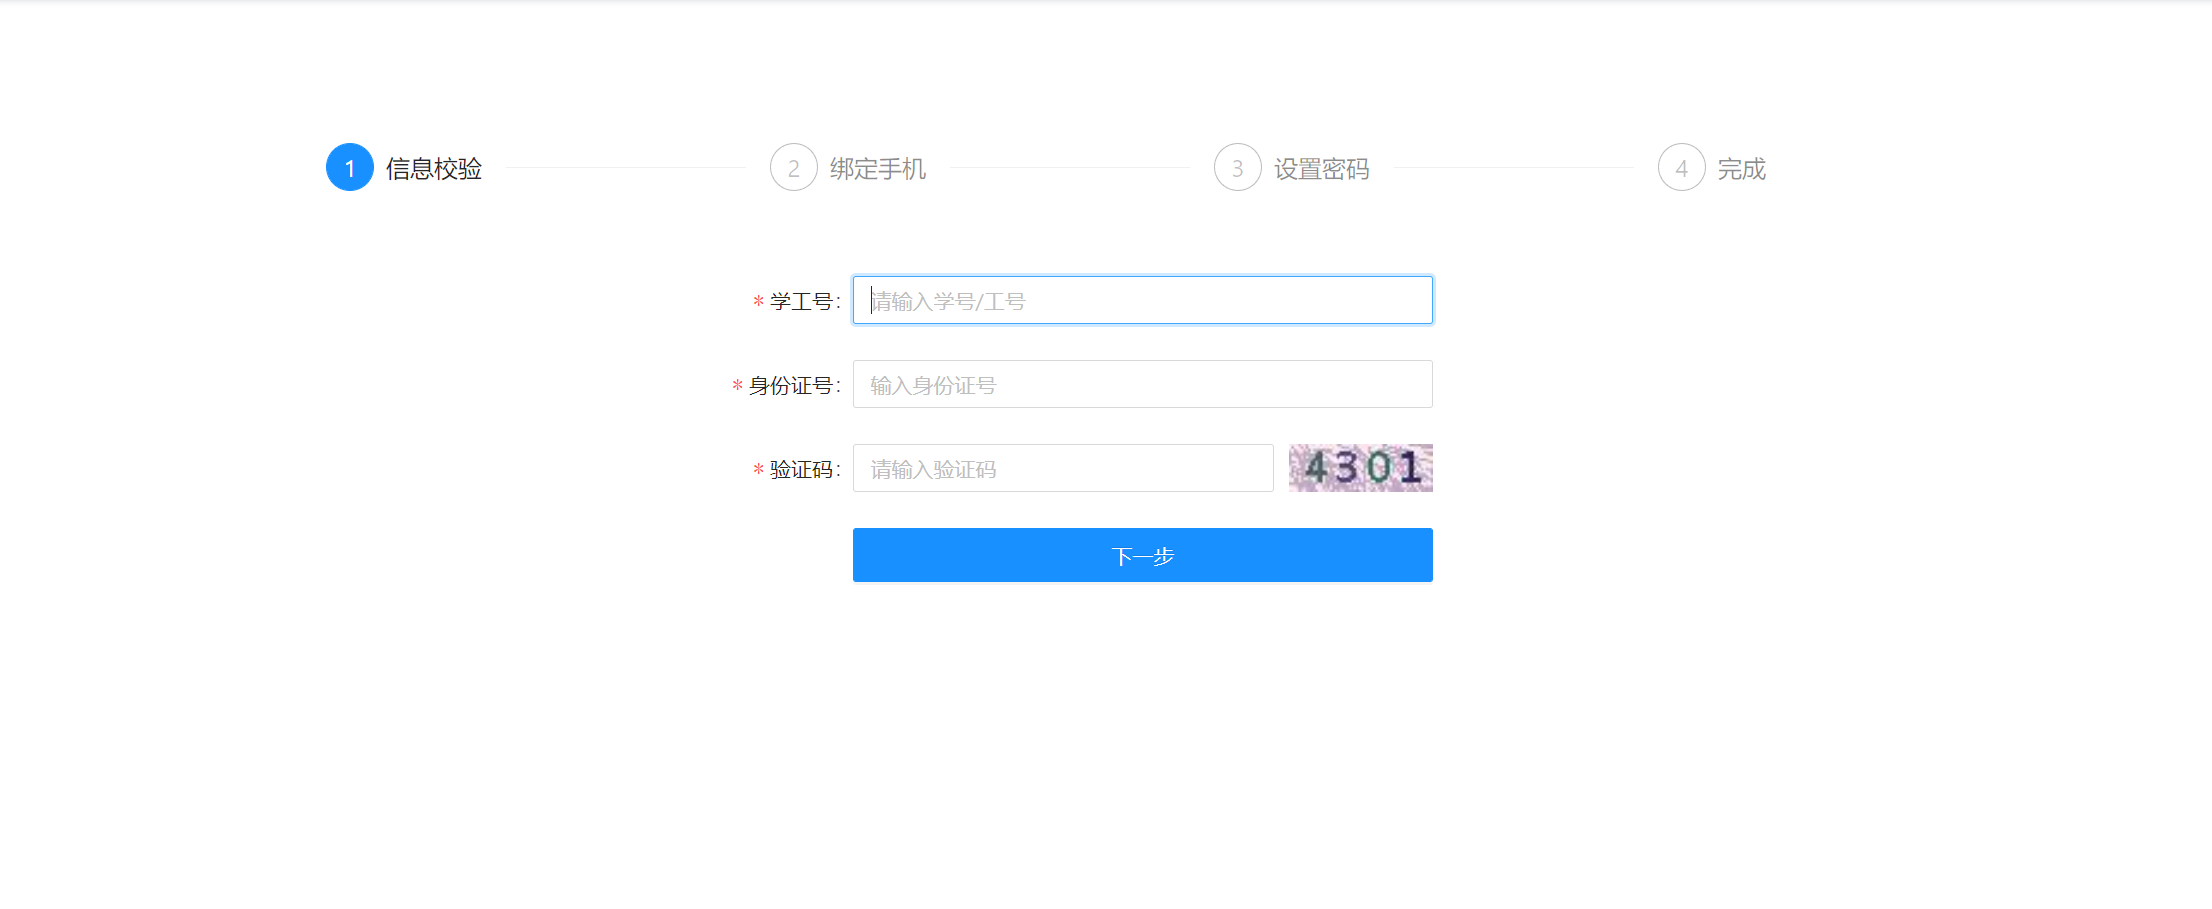 1 信息校验 2 绑定手机 3 设置密码 4 完成
* 学工号: 请输入学号/工号
* 身份证号: 输入身份证号
* 验证码: 请输入验证码 4301
下一步